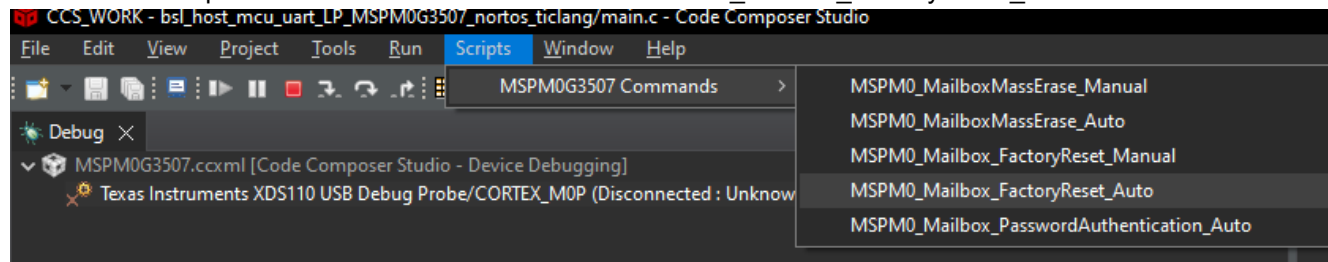 CCS_WORK - bsl_host_mcu_uart_LP_MSPM0G3507_nortos_ticlang/main.c - Code Composer Studio
File Edit View Project Tools Run Scripts Window Help
MSPM0G3507 Commands >
MSPM0_MailboxMassErase_Manual
MSPM0_MailboxMassErase_Auto
MSPM0_Mailbox_FactoryReset_Manual
MSPM0_Mailbox_FactoryReset_Auto
MSPM0_Mailbox_PasswordAuthentication_Auto
Debug
MSPM0G3507.ccxml [Code Composer Studio - Device Debugging]
Texas Instruments XDS110 USB Debug Probe/CORTEX_M0P (Disconnected : Unknow